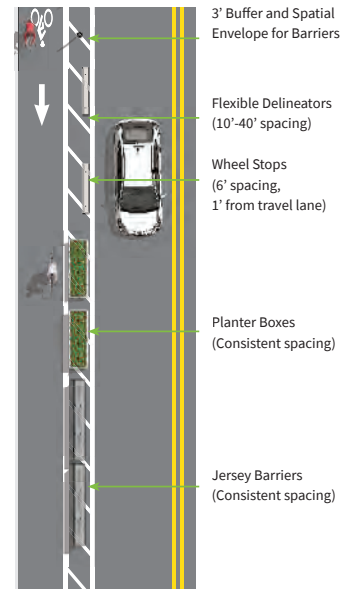 3’ Buffer and Spatial
Envelope for Barriers
Flexible Delineators
(10’-40’ spacing)
Wheel Stops
(6’ spacing,
1’ from travel lane)
Planter Boxes
(Consistent spacing)
Jersey Barriers
(Consistent spacing)